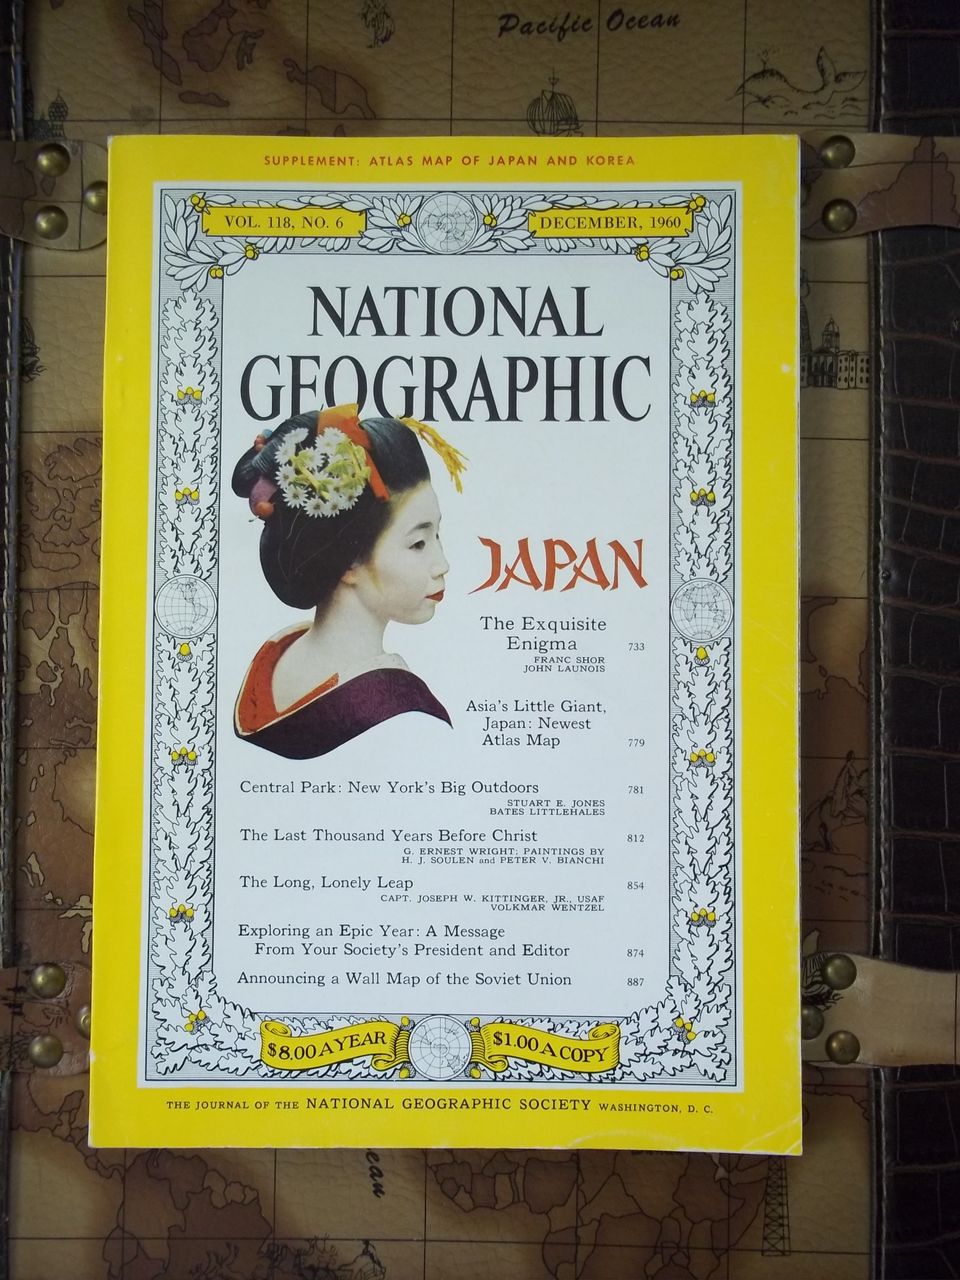 Pacific Ocean
SUPPLEMENT: ATLAS MAP OF JAPAN AND KOREA
VOL. 118, NO. 6
DECEMBER, 1960
NATIONAL
GEOGRAPHIC
JAPAN
The Exquisite
Enigma 733
FRANC SHOR
JOHN LAUNOIS
Asia's Little Giant,
Japan: Newest
Atlas Map 779
Central Park: New York's Big Outdoors 781
STUART E. JONES
BATES LITTLEHALES
The Last Thousand Years Before Christ 812
G. ERNEST WRIGHT; PAINTINGS BY
H. J. SOULEN and PETER V. BIANCHI
The Long, Lonely Leap 854
CAPT. JOSEPH W. KITTINGER, JR., USAF
VOLKMAR WENTZEL
Exploring an Epic Year: A Message
From Your Society's President and Editor 874
Announcing a Wall Map of the Soviet Union 887
$8.00 A YEAR
$1.00 A COPY
THE JOURNAL OF THE NATIONAL GEOGRAPHIC SOCIETY WASHINGTON, D. C.